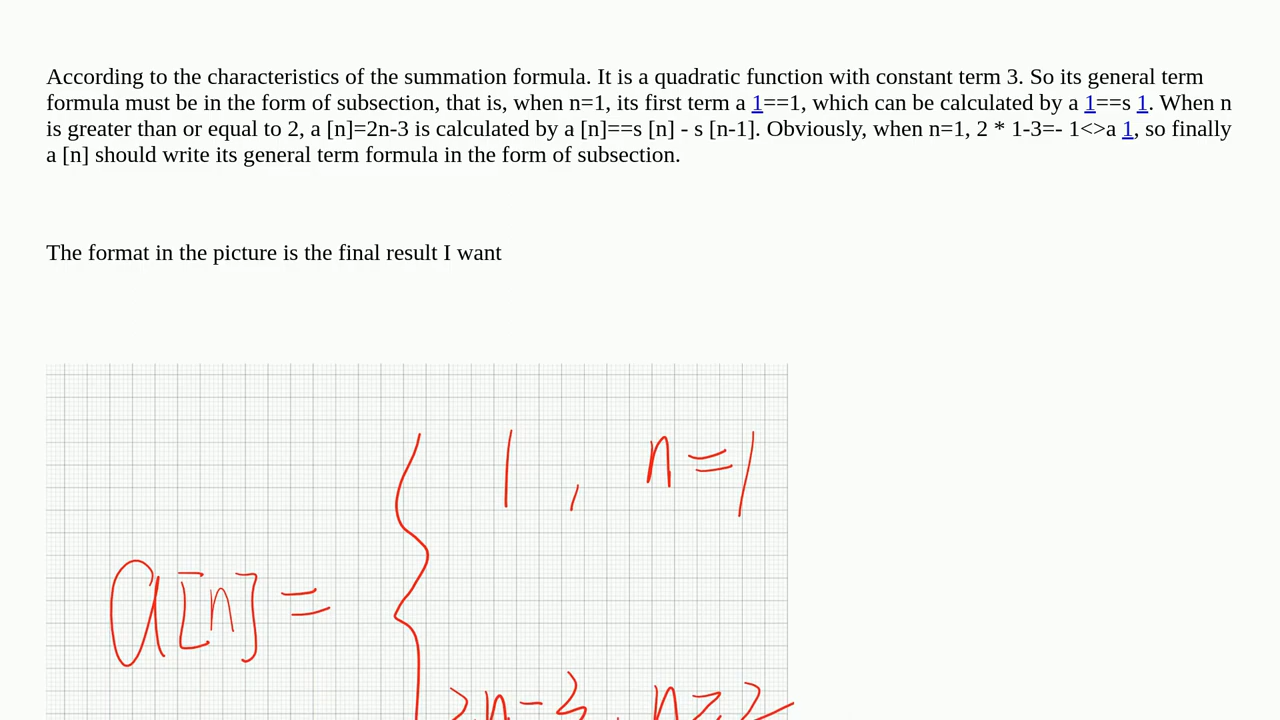 According to the characteristics of the summation formula. It is a quadratic function with constant term 3. So its general term
formula must be in the form of subsection, that is, when n=1, its first term a 1==1, which can be calculated by a 1==s 1. When n
is greater than or equal to 2, a [n]=2n-3 is calculated by a [n]==s [n] - s [n-1]. Obviously, when n=1, 2 * 1-3=- 1<>a 1, so finally
a [n] should write its general term formula in the form of subsection.
The format in the picture is the final result I want
1 , n=1
a[n]=
2n-3, n≥2